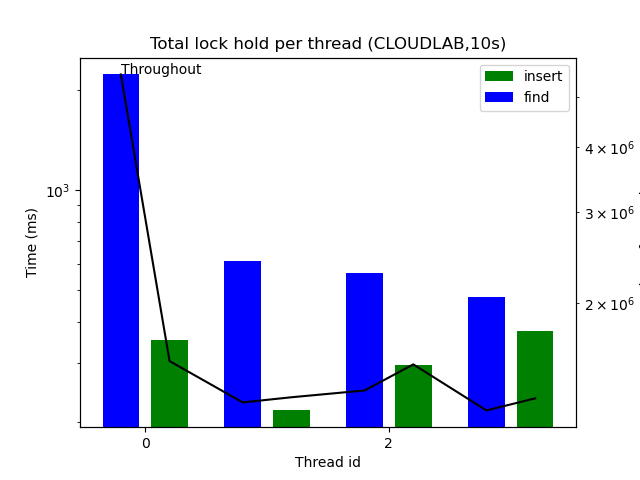 Total lock hold per thread (CLOUDLAB,10s)
Throughout
insert
find
10³
4 × 10⁶
3 × 10⁶
2 × 10⁶
Time (ms)
0
2
Thread id